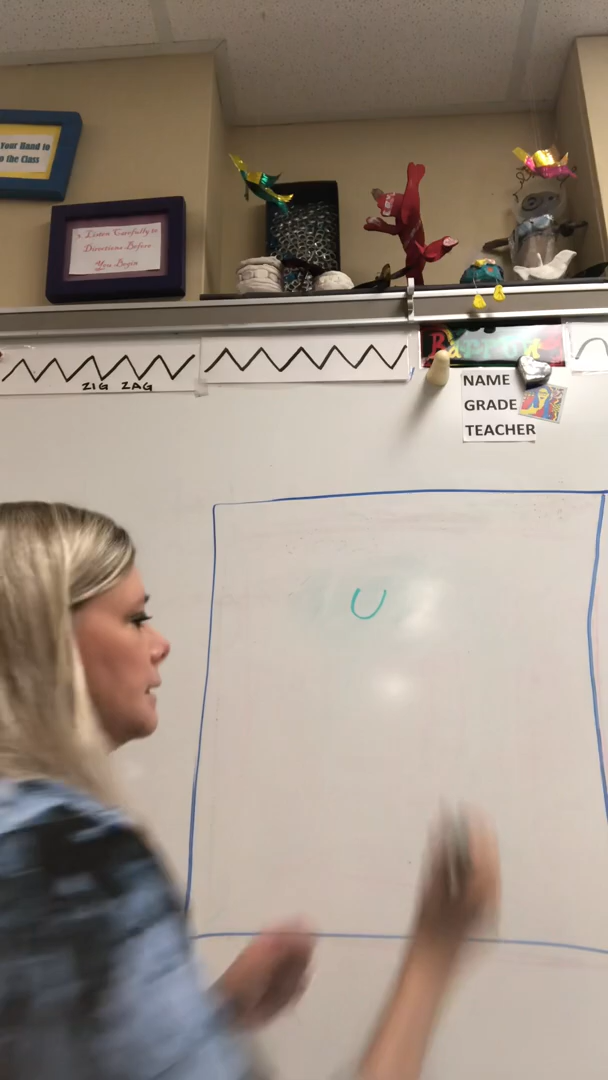 Your Hand to
the Class
Listen Carefully to
Directions Before
You Begin
ZIG ZAG
NAME
GRADE
TEACHER
U